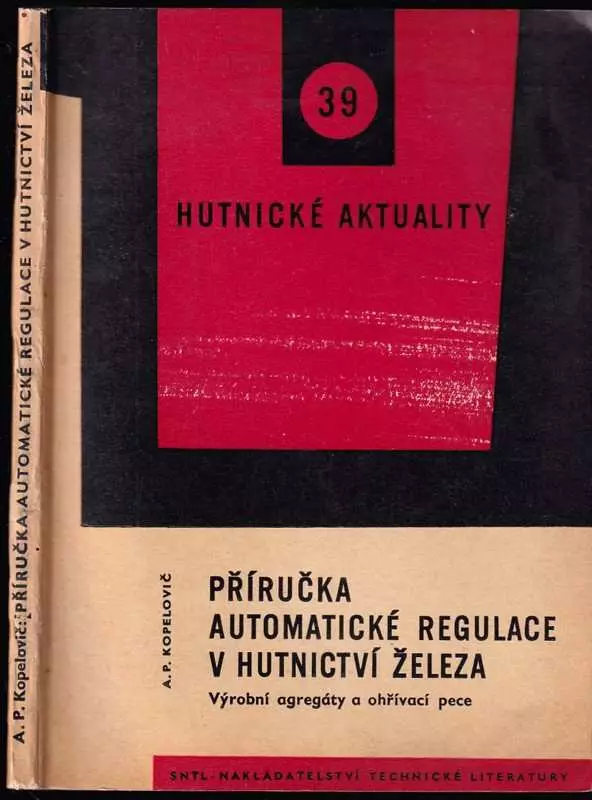 A. P. Kopelovič: PŘÍRUČKA AUTOMATICKÉ REGULACE V HUTNICTVÍ ŽELEZA
39
HUTNICKÉ AKTUALITY
A. P. KOPELOVIČ
PŘÍRUČKA
AUTOMATICKÉ REGULACE
V HUTNICTVÍ ŽELEZA
Výrobní agregáty a ohřívací pece
SNTL-NAKLADATELSTVÍ TECHNICKÉ LITERATURY